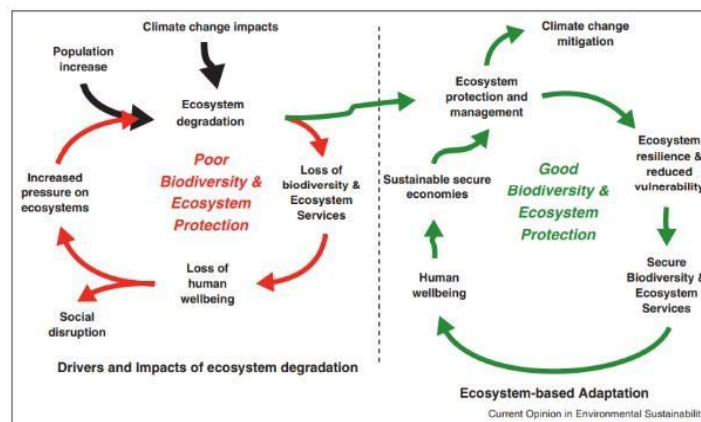 Climate change impacts
Population
increase
Ecosystem
degradation
Increased
pressure on
ecosystems
Poor
Biodiversity &
Ecosystem
Protection
Loss of
biodiversity &
Ecosystem
Services
Loss of
human
wellbeing
Social
disruption
Drivers and Impacts of ecosystem degradation
Climate change
mitigation
Ecosystem
protection and
management
Ecosystem
resilience &
reduced
vulnerability
Sustainable secure
economies
Good
Biodiversity &
Ecosystem
Protection
Human
wellbeing
Secure
Biodiversity &
Ecosystem
Services
Ecosystem-based Adaptation
Current Opinion in Environmental Sustainability